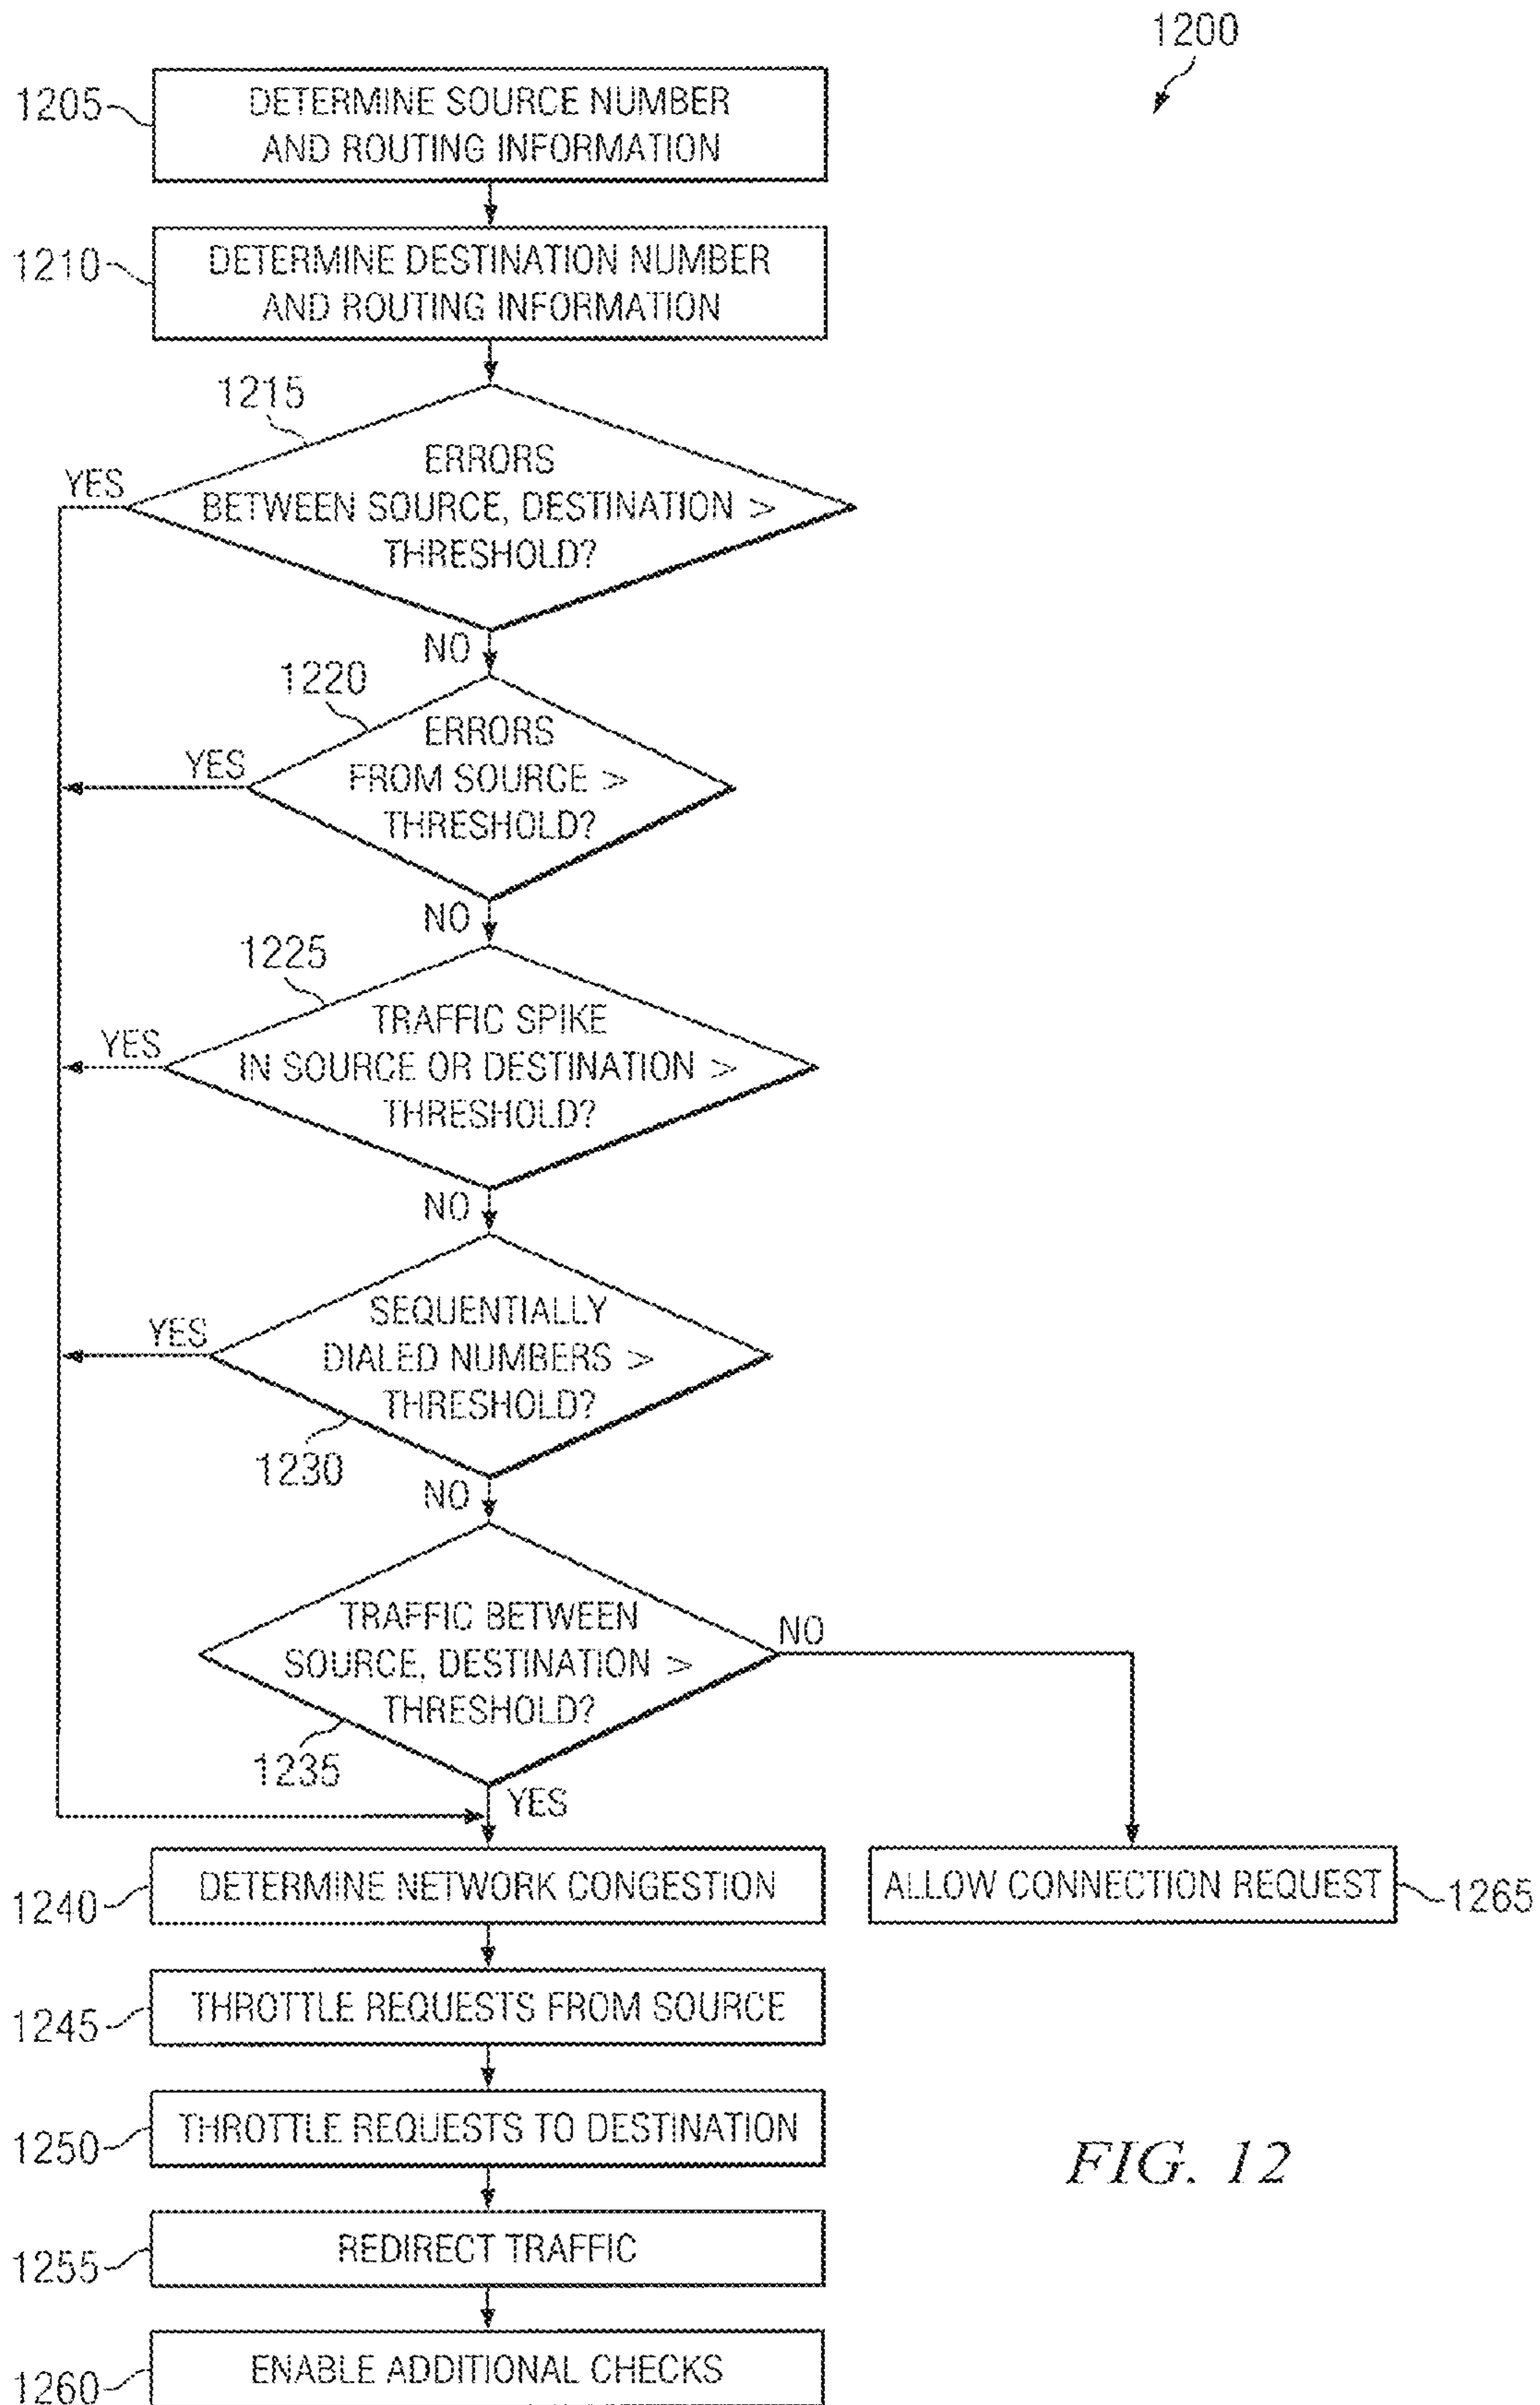 1200
1205
DETERMINE SOURCE NUMBER
AND ROUTING INFORMATION
1210
DETERMINE DESTINATION NUMBER
AND ROUTING INFORMATION
1215
YES
ERRORS
BETWEEN SOURCE, DESTINATION >
THRESHOLD?
NO
1220
YES
ERRORS
FROM SOURCE >
THRESHOLD?
NO
1225
YES
TRAFFIC SPIKE
IN SOURCE OR DESTINATION >
THRESHOLD?
NO
YES
SEQUENTIALLY
DIALED NUMBERS >
THRESHOLD?
1230
NO
TRAFFIC BETWEEN
SOURCE, DESTINATION >
THRESHOLD?
NO
1235
YES
1240
DETERMINE NETWORK CONGESTION
ALLOW CONNECTION REQUEST
1265
1245
THROTTLE REQUESTS FROM SOURCE
1250
THROTTLE REQUESTS TO DESTINATION
FIG. 12
1255
REDIRECT TRAFFIC
1260
ENABLE ADDITIONAL CHECKS